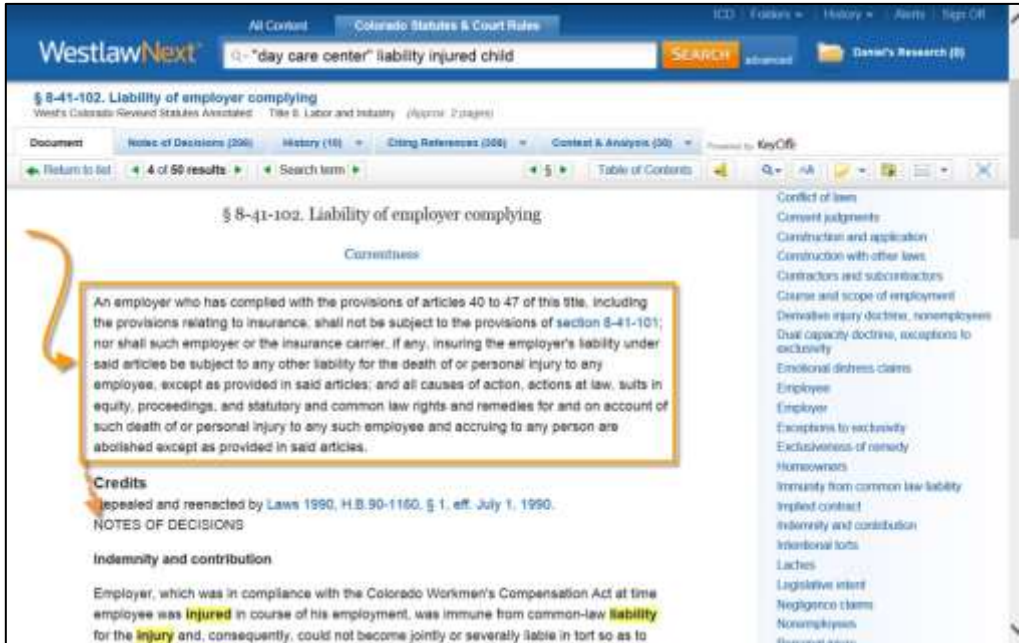 All Content Colorado Statutes & Court Rules
ICD Folders History Alerts Sign Off
WestlawNext
"day care center" liability injured child
SEARCH advanced
Daniel's Research (0)
§ 8-41-102. Liability of employer complying
West's Colorado Revised Statutes Annotated Title 8. Labor and Industry (Approx. 2 pages)
Document Notes of Decisions (206) History (10) Citing References Context & Analysis (30) Powered by KeyCite
Return to list 4 of 50 results Search term § Table of Contents
§ 8-41-102. Liability of employer complying
Currentness
An employer who has complied with the provisions of articles 40 to 47 of this title, including
the provisions relating to insurance, shall not be subject to the provisions of section 8-41-101;
nor shall such employer or the insurance carrier, if any, insuring the employer's liability under
said articles be subject to any other liability for the death of or personal injury to any
employee, except as provided in said articles; and all causes of action, actions at law, suits in
equity, proceedings, and statutory and common law rights and remedies for and on account of
such death of or personal injury to any such employee and accruing to any person are
abolished except as provided in said articles.
Credits
Repealed and reenacted by Laws 1990, H.B.90-1160, § 1, eff. July 1, 1990.
NOTES OF DECISIONS
Indemnity and contribution
Employer, which was in compliance with the Colorado Workmen's Compensation Act at time
employee was injured in course of his employment, was immune from common-law liability
for the injury and, consequently, could not become jointly or severally liable in tort so as to
Conflict of laws
Consent judgments
Construction and application
Construction with other laws
Contractors and subcontractors
Course and scope of employment
Derivative injury doctrine, nonemployees
Dual capacity doctrine, exceptions to
exclusivity
Emotional distress claims
Employee
Employer
Exceptions to exclusivity
Exclusiveness of remedy
Homeowners
Immunity from common law liability
Implied contract
Indemnity and contribution
Intentional torts
Laches
Legislative intent
Negligence claims
Nonemployees
Personal injury